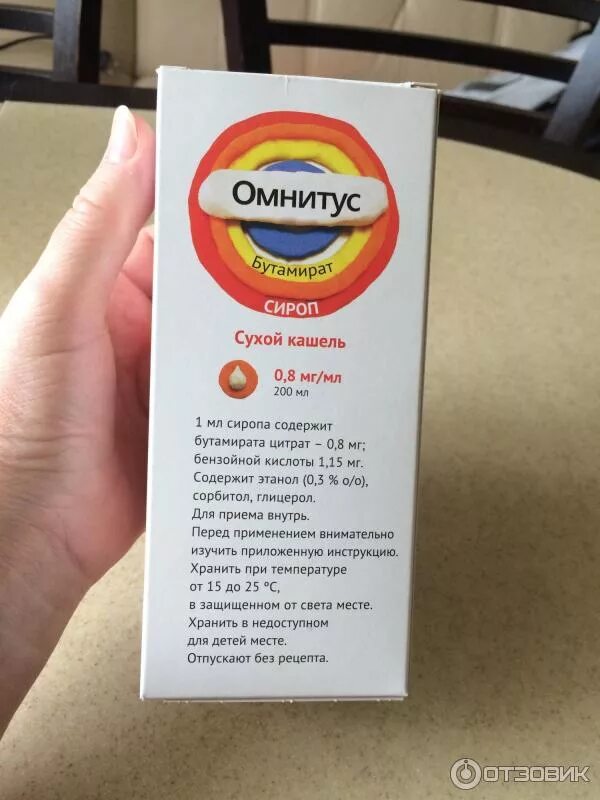 Омнитус
Бутамират
СИРОП
Сухой кашель
0,8 мг/мл
200 мл
1 мл сиропа содержит
бутамирата цитрат – 0,8 мг;
бензойной кислоты 1,15 мг.
Содержит этанол (0,3 % о/о),
сорбитол, глицерол.
Для приема внутрь.
Перед применением внимательно
изучить приложенную инструкцию.
Хранить при температуре
от 15 до 25 °С,
в защищенном от света месте.
Хранить в недоступном
для детей месте.
Отпускают без рецепта.
ОТЗОВИК